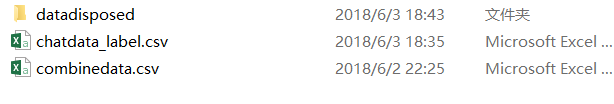 datadisposed 2018/6/3 18:43 文件夹
chatdata_label.csv 2018/6/3 18:35 Microsoft Excel ...
combinedata.csv 2018/6/2 22:25 Microsoft Excel ...